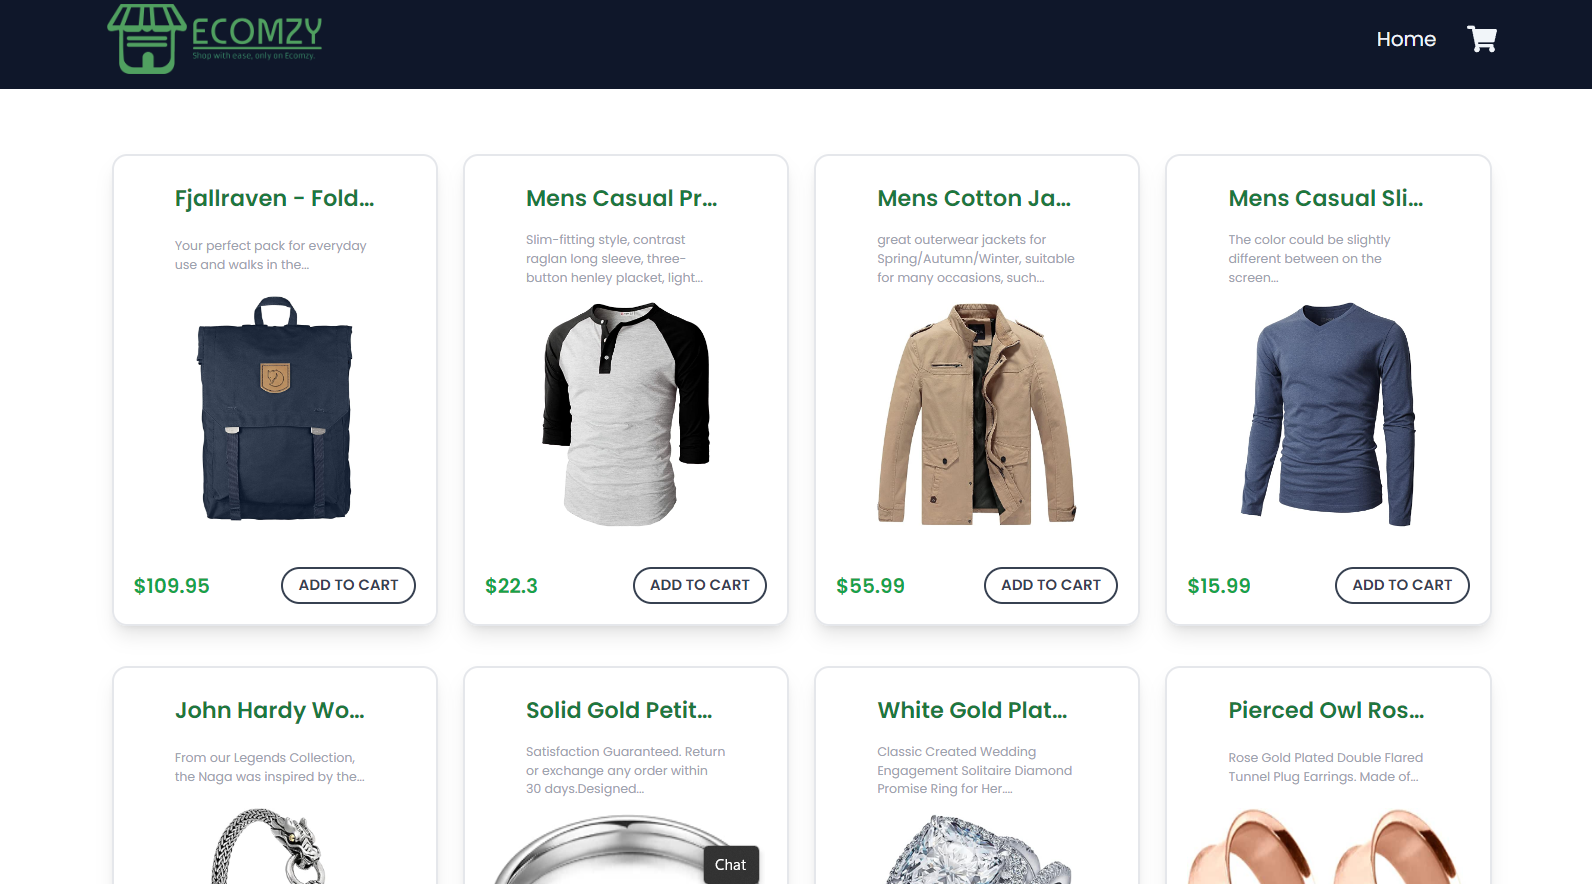 ECOMZY
Shop with ease, only on Ecomzy.
Home
Fjallraven - Fold...
Your perfect pack for everyday
use and walks in the...
$109.95
ADD TO CART
Mens Casual Pr...
Slim-fitting style, contrast
raglan long sleeve, three-
button henley placket, light...
$22.3
ADD TO CART
Mens Cotton Ja...
great outerwear jackets for
Spring/Autumn/Winter, suitable
for many occasions, such...
$55.99
ADD TO CART
Mens Casual Sli...
The color could be slightly
different between on the
screen...
$15.99
ADD TO CART
John Hardy Wo...
From our Legends Collection,
the Naga was inspired by the...
Solid Gold Petit...
Satisfaction Guaranteed. Return
or exchange any order within
30 days.Designed...
White Gold Plat...
Classic Created Wedding
Engagement Solitaire Diamond
Promise Ring for Her....
Pierced Owl Ros...
Rose Gold Plated Double Flared
Tunnel Plug Earrings. Made of...
Chat